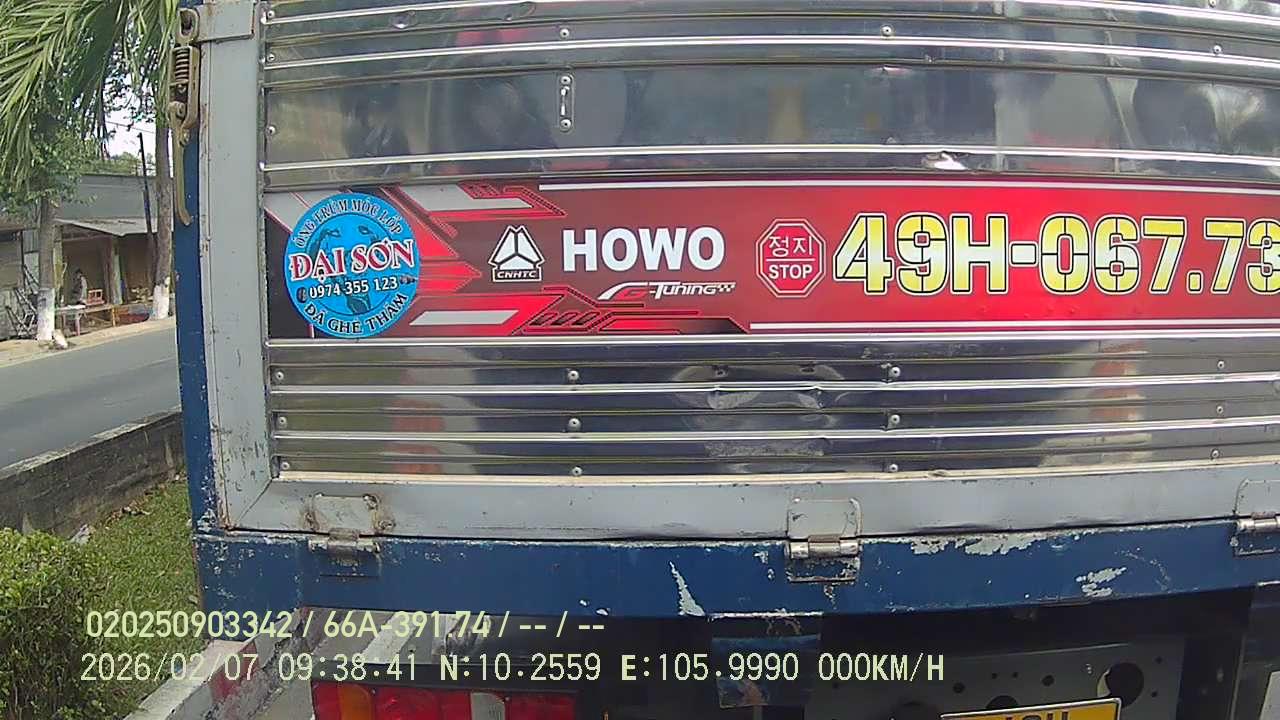 ÔNG TRÙM MÓC LỐP
ĐẠI SƠN
0974 355 123
ĐÃ GHÉ THĂM
CNHTC
HOWO
-TUNING
정지
STOP
49H-067.73
020250903342 / 66A-391.74 / -- / --
2026/02/07 09:38:41 N:10.2559 E:105.9990 000KM/H